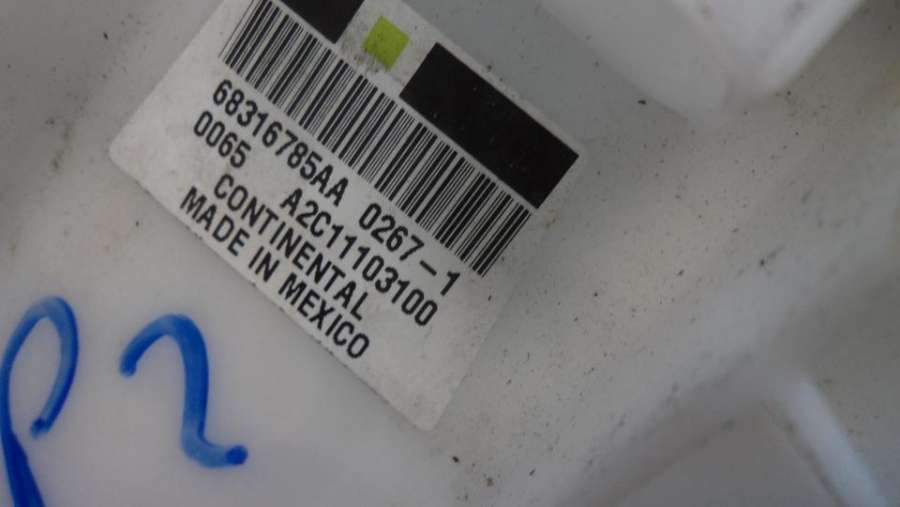 68316785AA 0267-1
0065 A2C11103100
CONTINENTAL
MADE IN MEXICO
P2